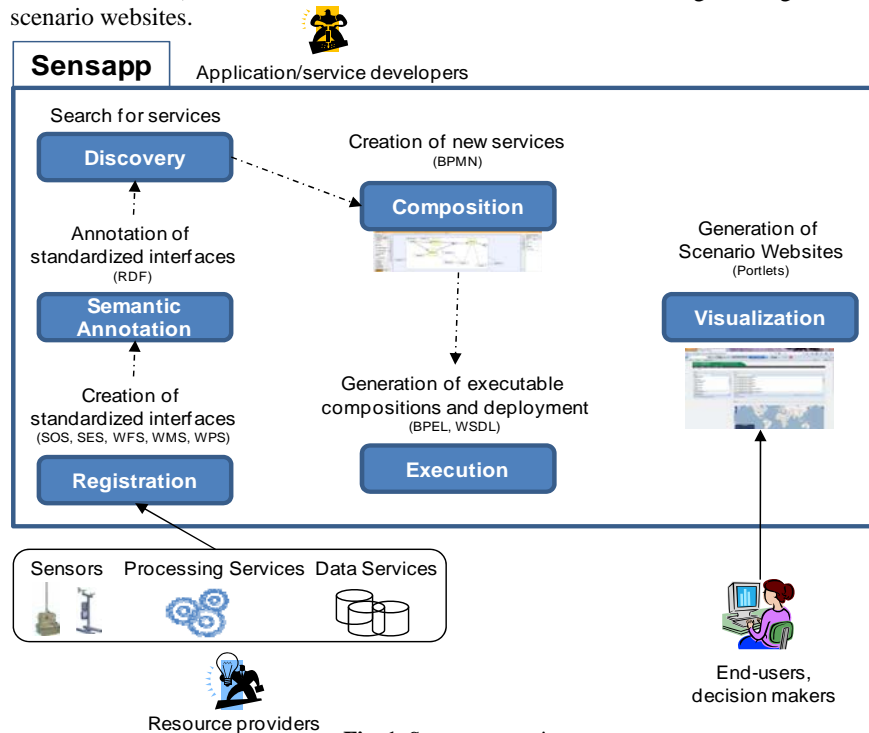 scenario websites.
Sensapp
Application/service developers
Search for services
Discovery
Annotation of
standardized interfaces
(RDF)
Semantic
Annotation
Creation of
standardized interfaces
(SOS, SES, WFS, WMS, WPS)
Registration
Creation of new services
(BPMN)
Composition
Generation of executable
compositions and deployment
(BPEL, WSDL)
Execution
Generation of
Scenario Websites
(Portlets)
Visualization
Sensors Processing Services Data Services
Resource providers
End-users,
decision makers